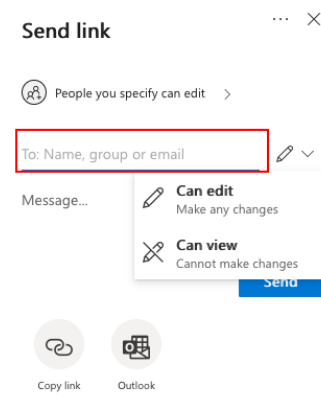 Send link
People you specify can edit
To: Name, group or email
Message...
Can edit
Make any changes
Can view
Cannot make changes
Send
Copy link
Outlook